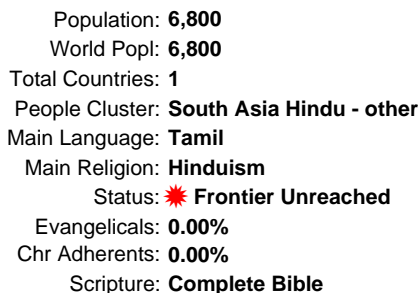 Population: 6,800
World Popl: 6,800
Total Countries: 1
People Cluster: South Asia Hindu - other
Main Language: Tamil
Main Religion: Hinduism
Status: Frontier Unreached
Evangelicals: 0.00%
Chr Adherents: 0.00%
Scripture: Complete Bible